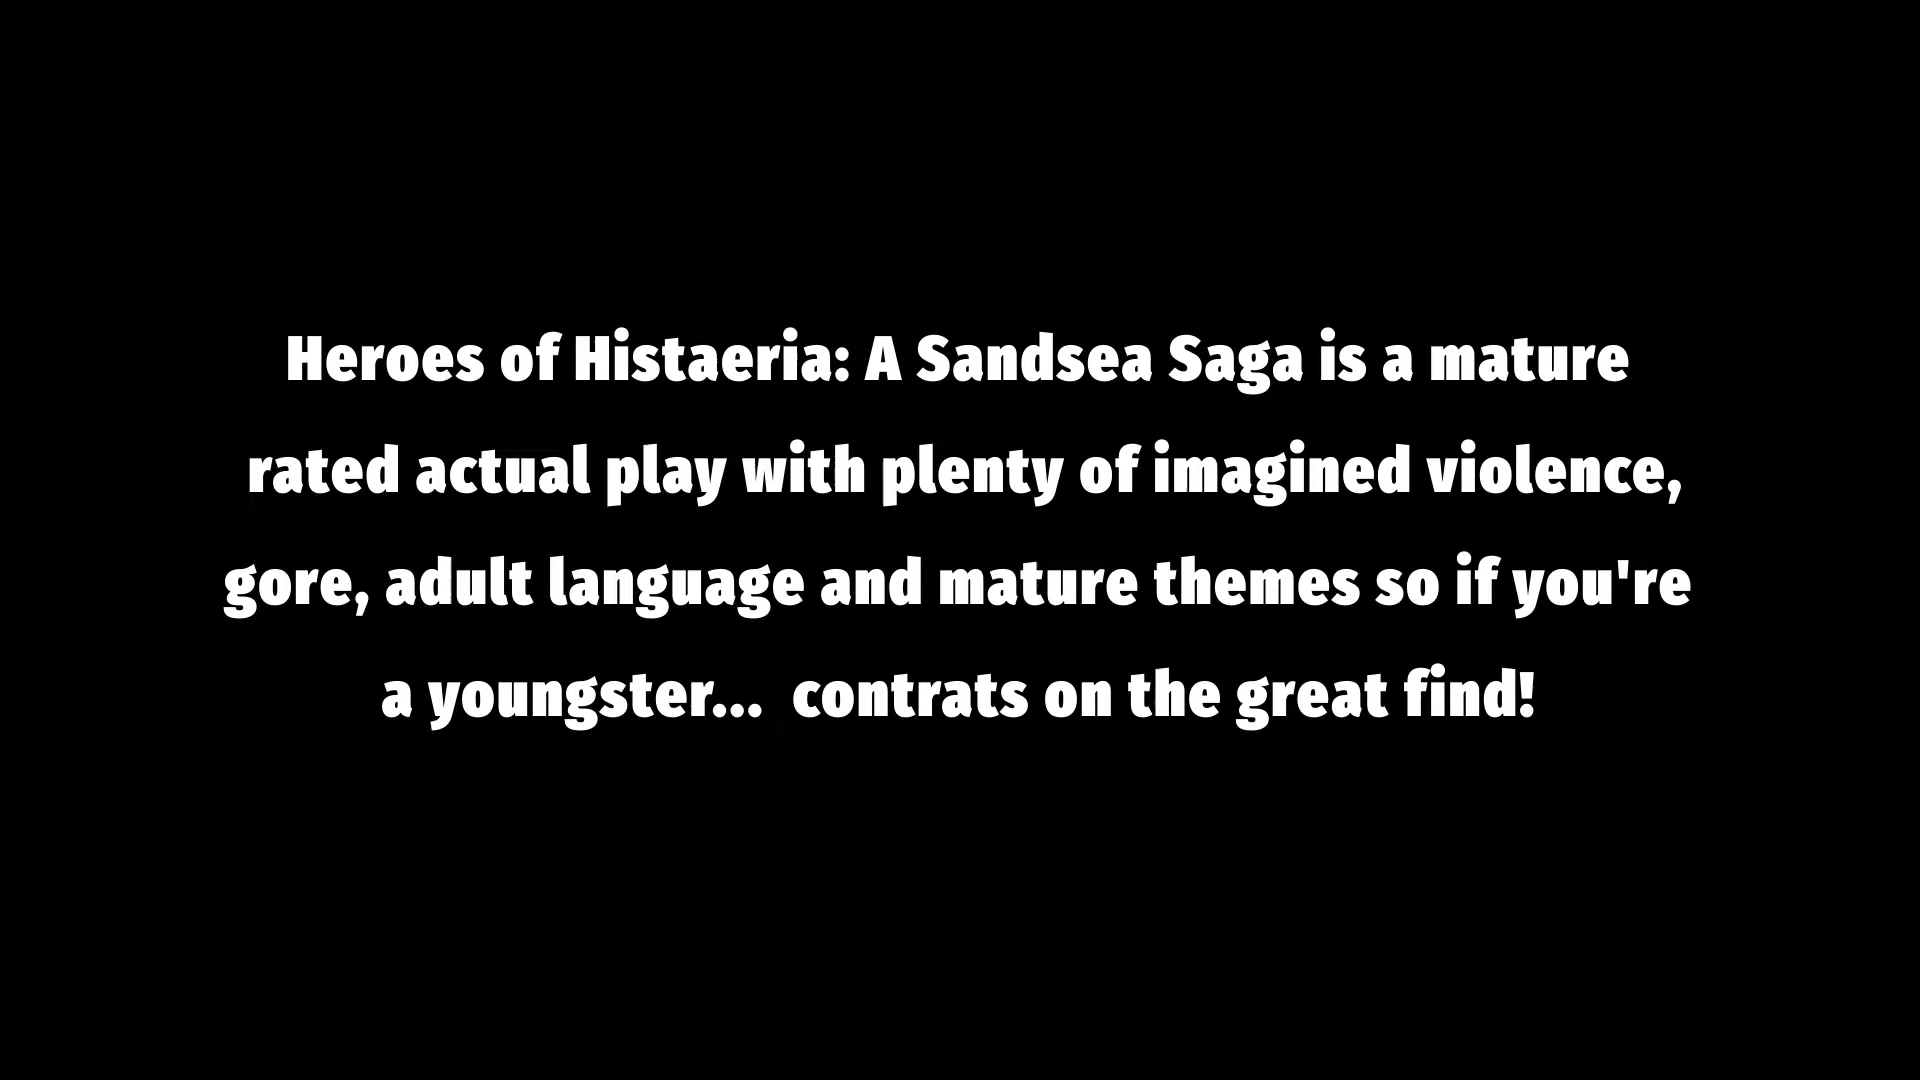 Heroes of Histaeria: A Sandsea Saga is a mature
rated actual play with plenty of imagined violence,
gore, adult language and mature themes so if you're
a youngster...  contrats on the great find!